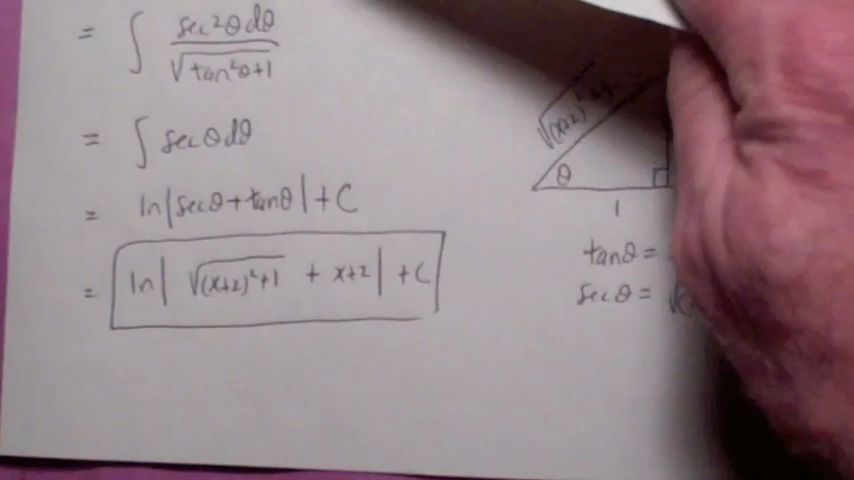 = ∫ sec²θ dθ / √(tan²θ+1)
= ∫ secθ dθ
= ln|secθ + tanθ| + C
= ln| √((x+2)²+1) + x+2| + C
θ
1
tanθ =
secθ =